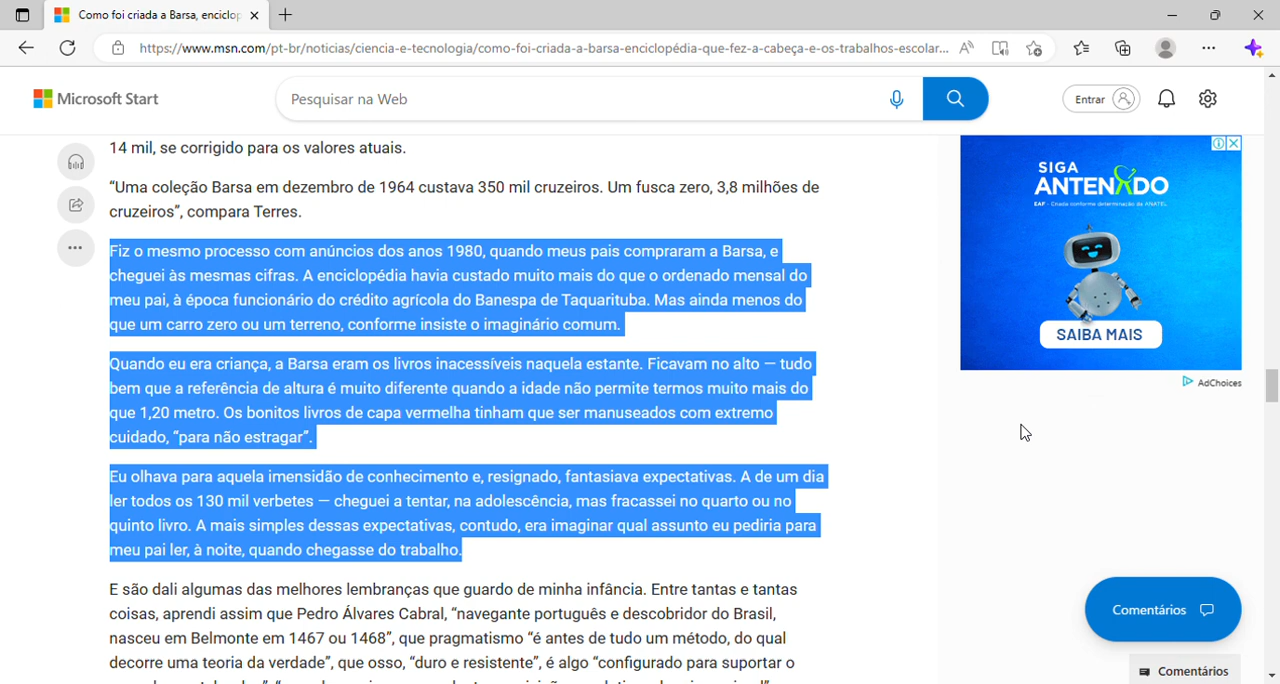 Como foi criada a Barsa, enciclop
https://www.msn.com/pt-br/noticias/ciencia-e-tecnologia/como-foi-criada-a-barsa-enciclopédia-que-fez-a-cabeça-e-os-trabalhos-escolar...
Microsoft Start
Pesquisar na Web
Entrar
14 mil, se corrigido para os valores atuais.
“Uma coleção Barsa em dezembro de 1964 custava 350 mil cruzeiros. Um fusca zero, 3,8 milhões de
cruzeiros”, compara Terres.
Fiz o mesmo processo com anúncios dos anos 1980, quando meus pais compraram a Barsa, e
cheguei às mesmas cifras. A enciclopédia havia custado muito mais do que o ordenado mensal do
meu pai, à época funcionário do crédito agrícola do Banespa de Taquarituba. Mas ainda menos do
que um carro zero ou um terreno, conforme insiste o imaginário comum.
Quando eu era criança, a Barsa eram os livros inacessíveis naquela estante. Ficavam no alto — tudo
bem que a referência de altura é muito diferente quando a idade não permite termos muito mais do
que 1,20 metro. Os bonitos livros de capa vermelha tinham que ser manuseados com extremo
cuidado, “para não estragar”.
Eu olhava para aquela imensidão de conhecimento e, resignado, fantasiava expectativas. A de um dia
ler todos os 130 mil verbetes — cheguei a tentar, na adolescência, mas fracassei no quarto ou no
quinto livro. A mais simples dessas expectativas, contudo, era imaginar qual assunto eu pediria para
meu pai ler, à noite, quando chegasse do trabalho.
E são dali algumas das melhores lembranças que guardo de minha infância. Entre tantas e tantas
coisas, aprendi assim que Pedro Álvares Cabral, “navegante português e descobridor do Brasil,
nasceu em Belmonte em 1467 ou 1468”, que pragmatismo “é antes de tudo um método, do qual
decorre uma teoria da verdade”, que osso, “duro e resistente”, é algo “configurado para suportar o
SIGA
ANTENADO
EAF - Criada conforme determinação da ANATEL
SAIBA MAIS
AdChoices
Comentários
Comentários